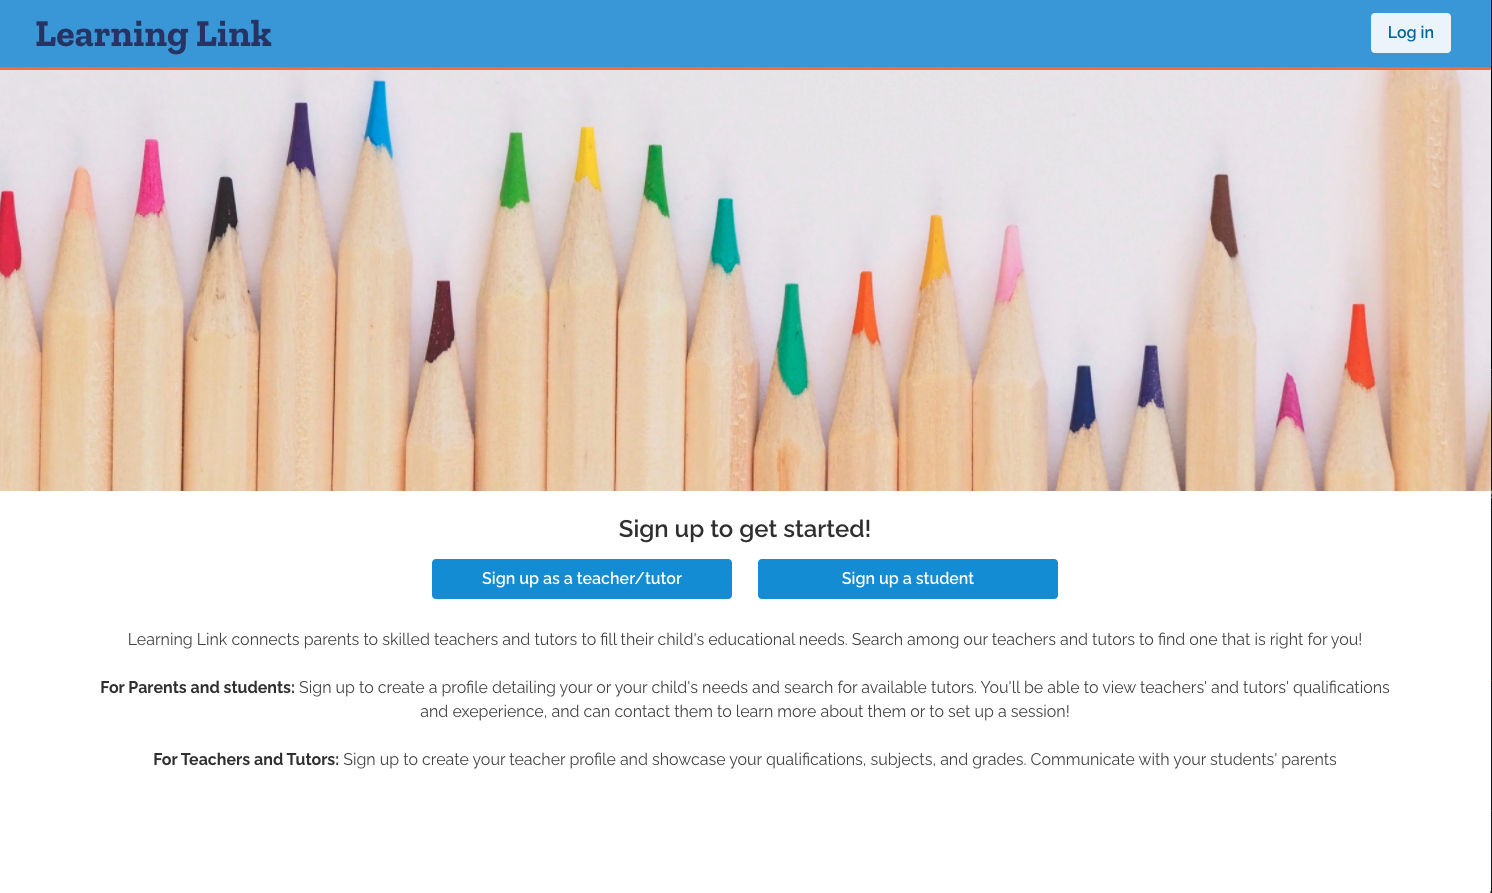 Learning Link
Log in
Sign up to get started!
Sign up as a teacher/tutor
Sign up a student
Learning Link connects parents to skilled teachers and tutors to fill their child's educational needs. Search among our teachers and tutors to find one that is right for you!
For Parents and students: Sign up to create a profile detailing your or your child's needs and search for available tutors. You'll be able to view teachers' and tutors' qualifications
and exeperience, and can contact them to learn more about them or to set up a session!
For Teachers and Tutors: Sign up to create your teacher profile and showcase your qualifications, subjects, and grades. Communicate with your students' parents